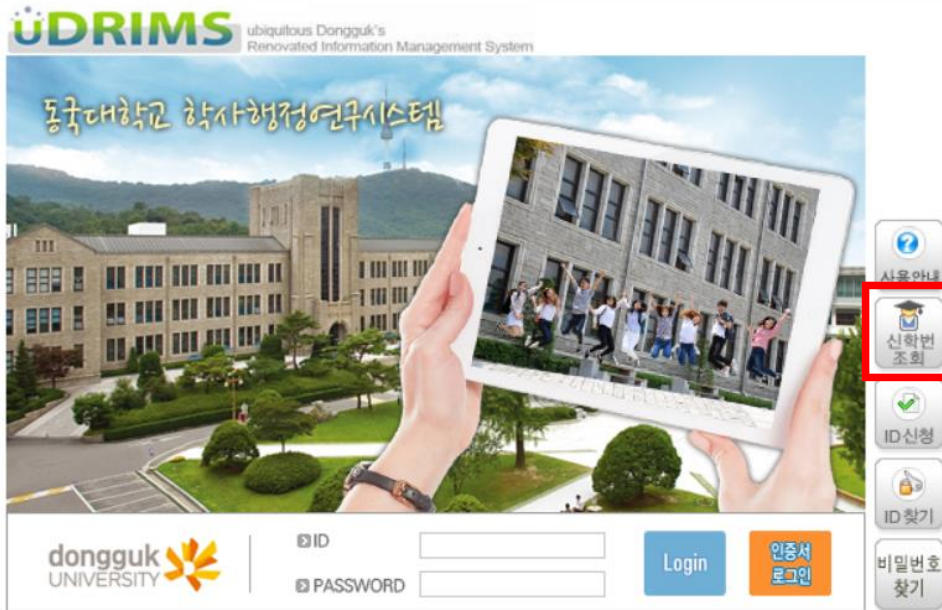 uDRIMS
ubiquitous Dongguk's
Renovated Information Management System
동국대학교 학사행정연구시스템
사용안내
신학번
조회
ID신청
ID찾기
비밀번호
찾기
dongguk
UNIVERSITY
ID
PASSWORD
Login
인증서
로그인